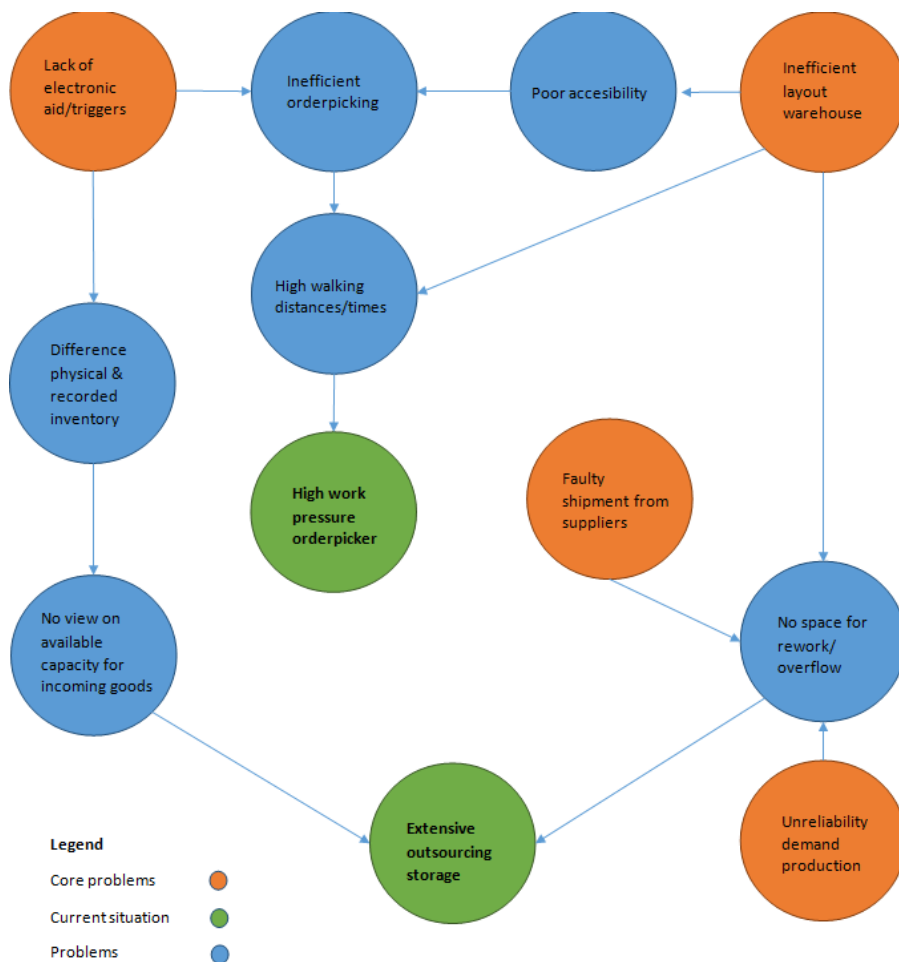 Lack of
electronic
aid/triggers
Inefficient
orderpicking
Poor accesibility
Inefficient
layout
warehouse
High walking
distances/times
Difference
physical &
recorded
inventory
High work
pressure
orderpicker
Faulty
shipment from
suppliers
No view on
available
capacity for
incoming goods
No space for
rework/
overflow
Extensive
outsourcing
storage
Unreliability
demand
production
Legend
Core problems
Current situation
Problems